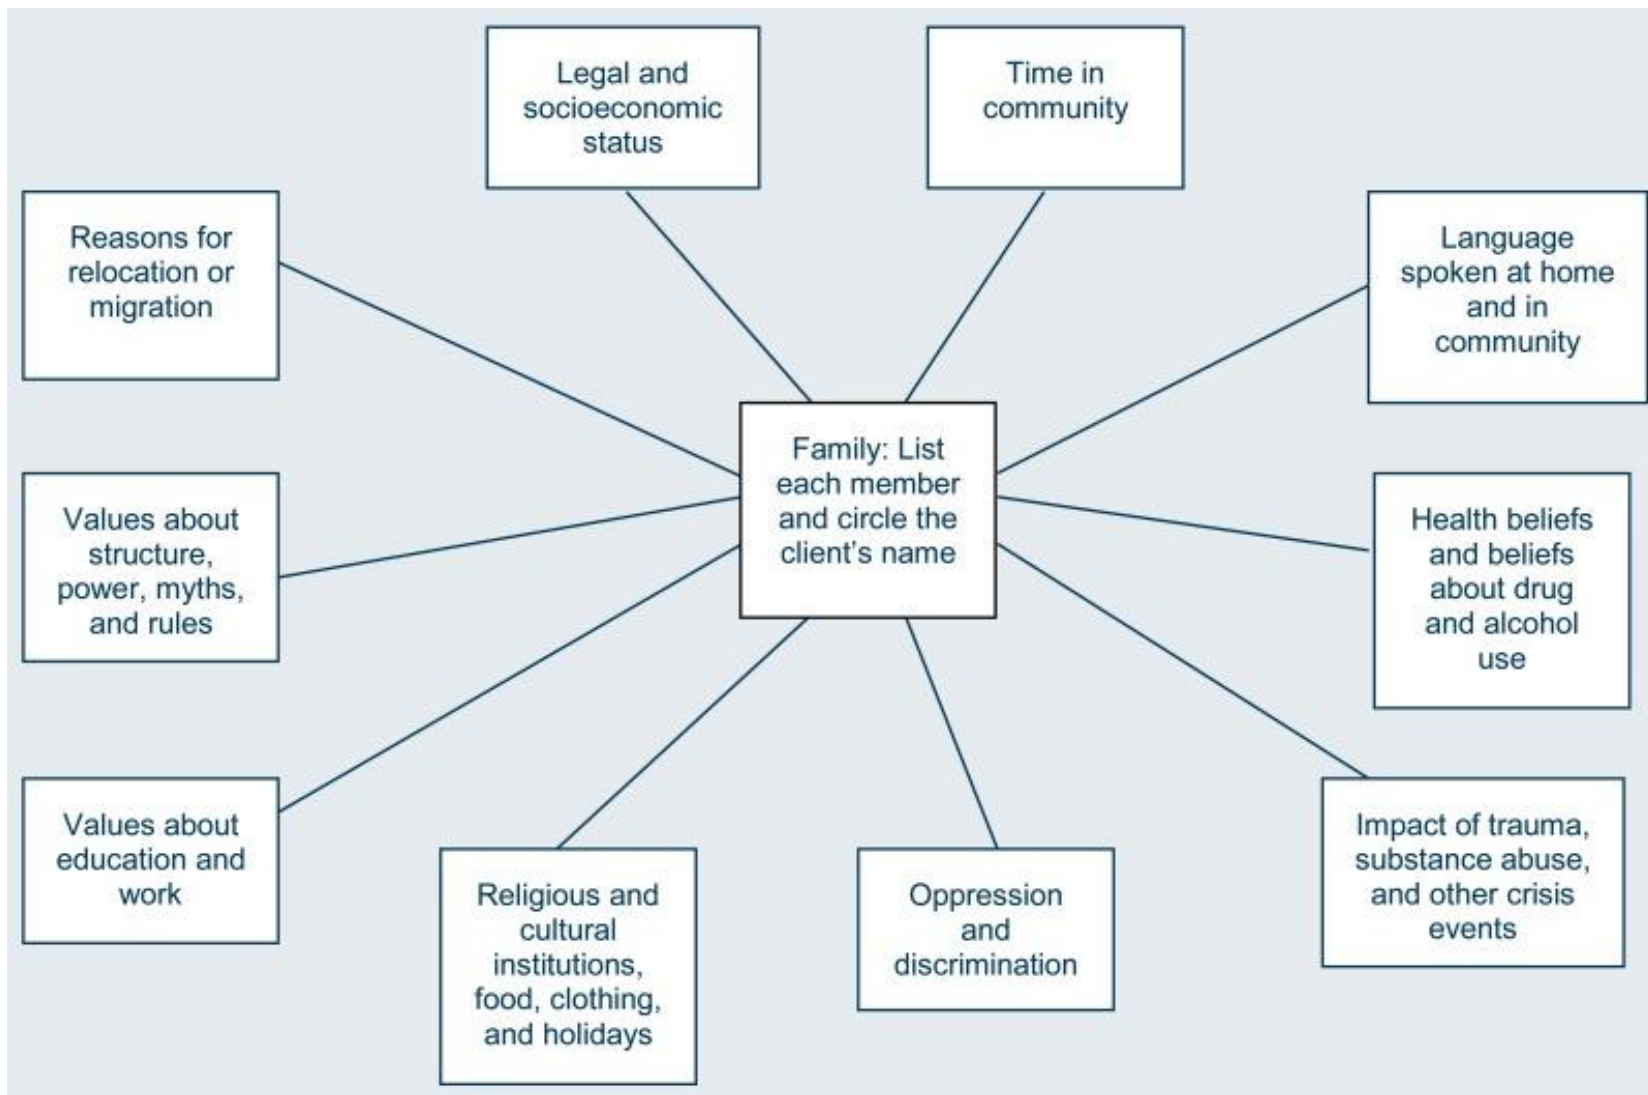 Legal and
socioeconomic
status
Time in
community
Reasons for
relocation or
migration
Language
spoken at home
and in
community
Family: List
each member
and circle the
client’s name
Values about
structure,
power, myths,
and rules
Health beliefs
and beliefs
about drug
and alcohol
use
Values about
education and
work
Religious and
cultural
institutions,
food, clothing,
and holidays
Oppression
and
discrimination
Impact of trauma,
substance abuse,
and other crisis
events